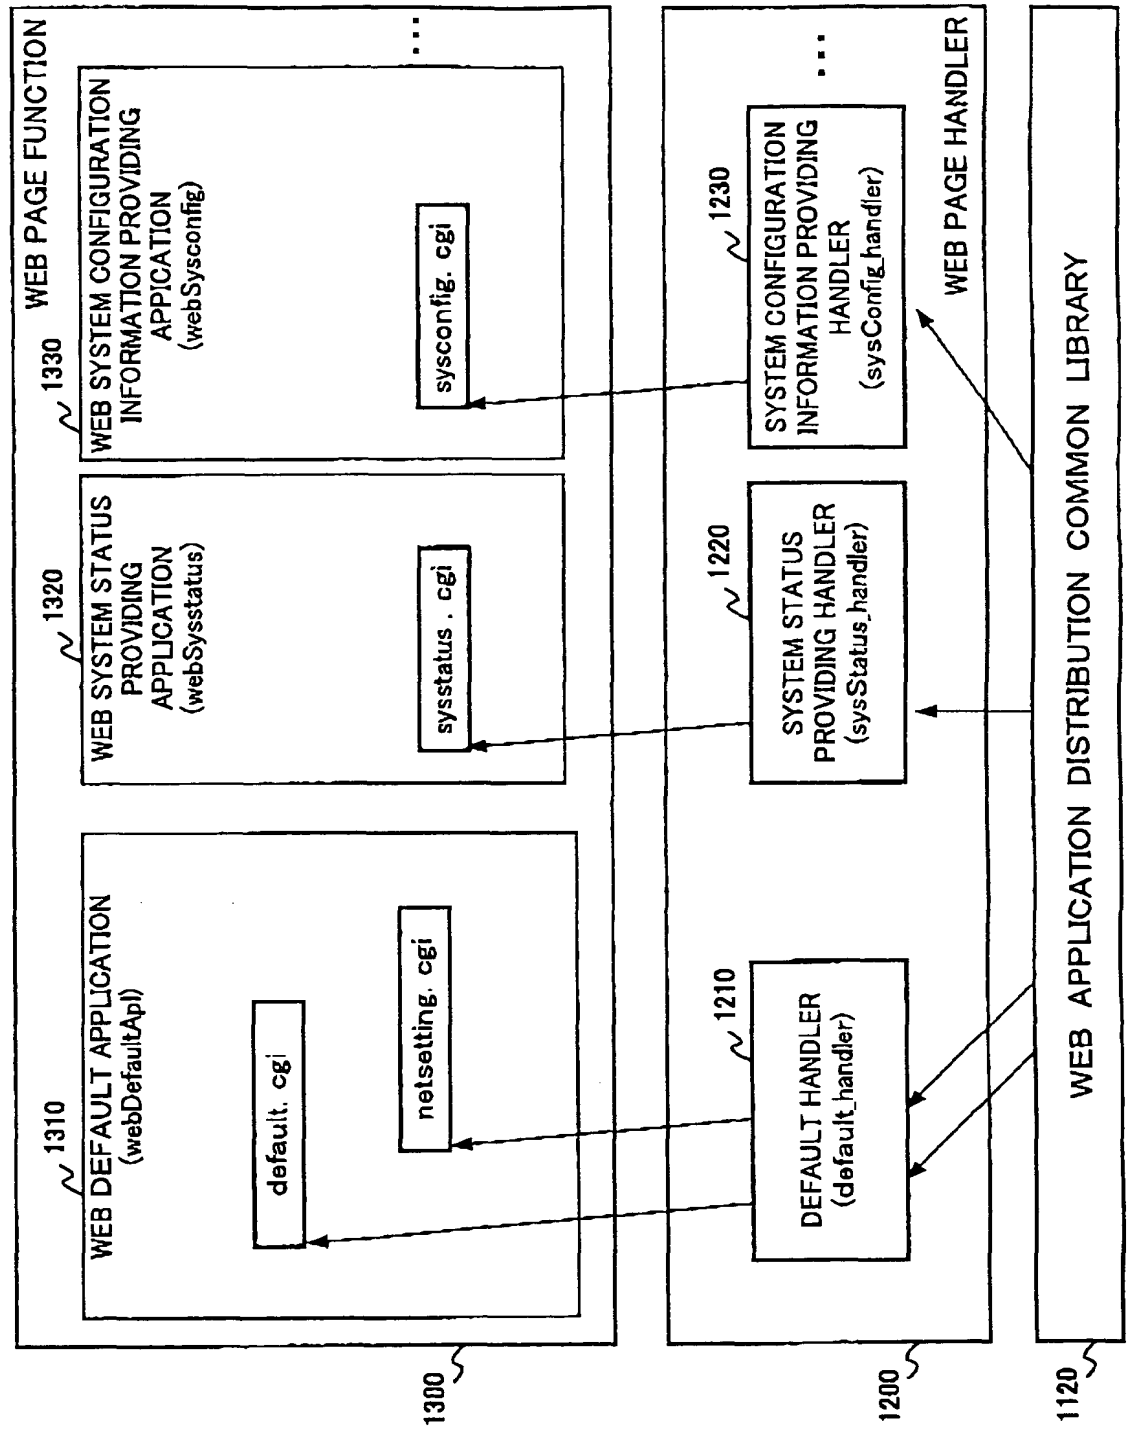 WEB PAGE FUNCTION
1310
WEB DEFAULT APPLICATION
(webDefaultApl)
default. cgi
netsetting. cgi
1320
WEB SYSTEM STATUS
PROVIDING
APPLICATION
(webSysstatus)
sysstatus . cgi
1330
WEB SYSTEM CONFIGURATION
INFORMATION PROVIDING
APPICATION
(webSysconfig)
sysconfig. cgi
...
1300
1210
DEFAULT HANDLER
(default_handler)
1220
SYSTEM STATUS
PROVIDING HANDLER
(sysStatus_handler)
1230
SYSTEM CONFIGURATION
INFORMATION PROVIDING
HANDLER
(sysConfig_handler)
...
WEB PAGE HANDLER
1200
WEB APPLICATION DISTRIBUTION COMMON LIBRARY
1120